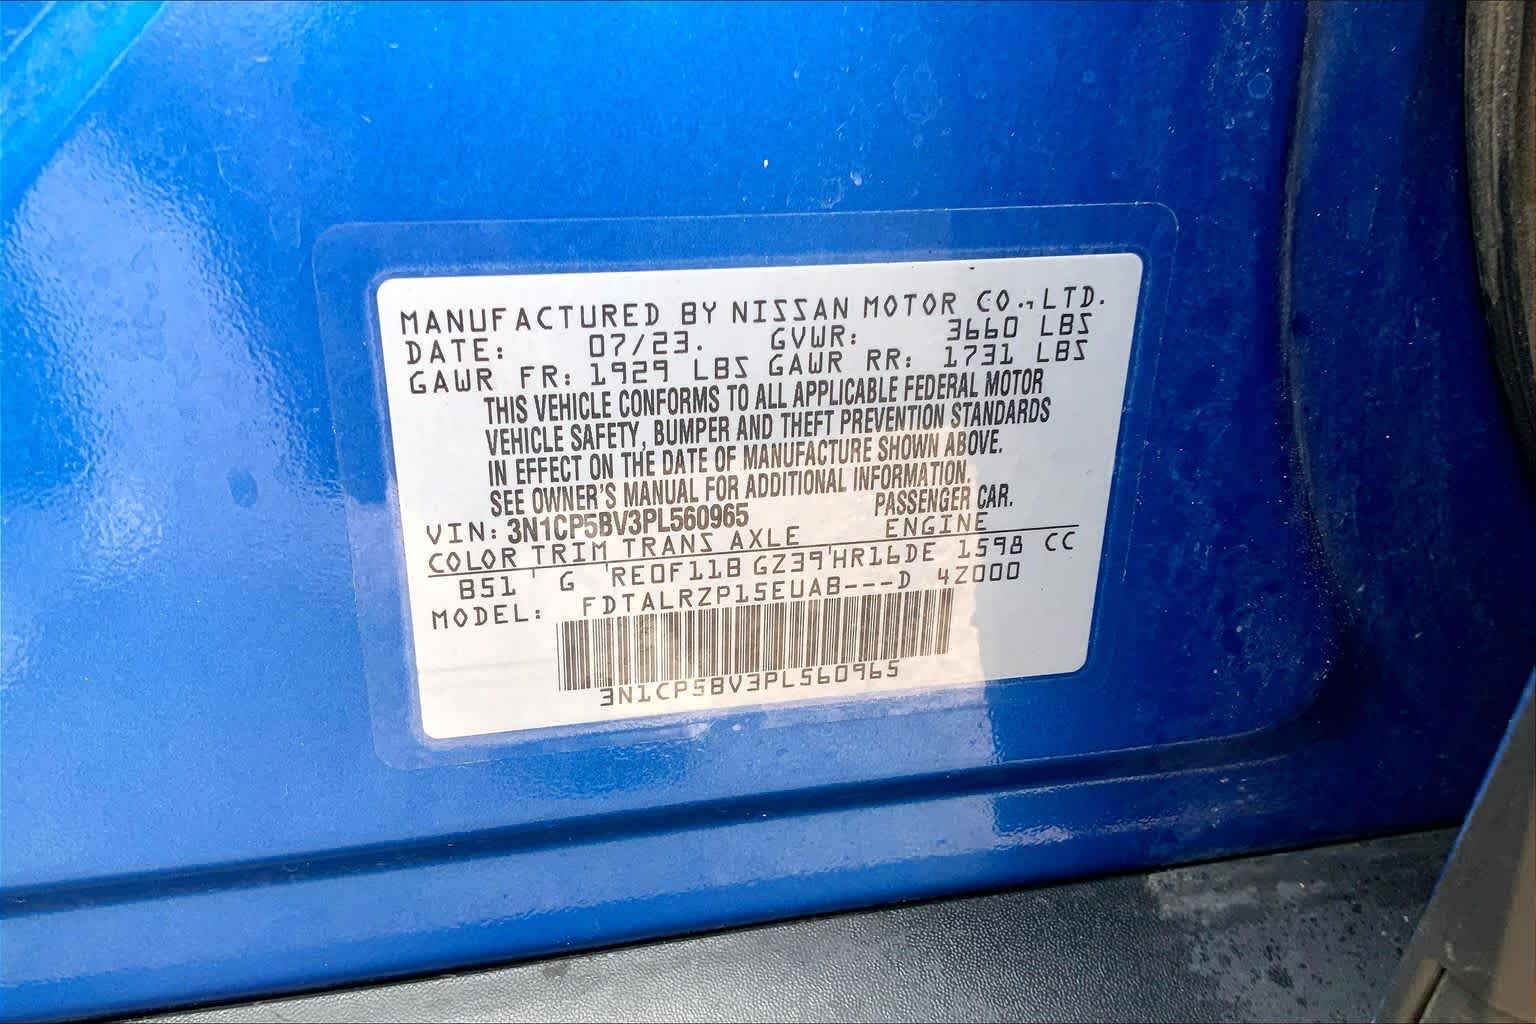 MANUFACTURED BY NISSAN MOTOR CO., LTD.
DATE: 07/23. GVWR: 3660 LBS
GAWR FR: 1929 LBS GAWR RR: 1731 LBS
THIS VEHICLE CONFORMS TO ALL APPLICABLE FEDERAL MOTOR
VEHICLE SAFETY, BUMPER AND THEFT PREVENTION STANDARDS
IN EFFECT ON THE DATE OF MANUFACTURE SHOWN ABOVE.
SEE OWNER'S MANUAL FOR ADDITIONAL INFORMATION.
VIN: 3N1CP5BV3PL560965 PASSENGER CAR.
COLOR TRIM TRANS AXLE ENGINE
B51 G RE0F11B GZ39 HR16DE 1598 CC
MODEL: FDTALRZP15EUAB---D 4Z000
3N1CP5BV3PL560965